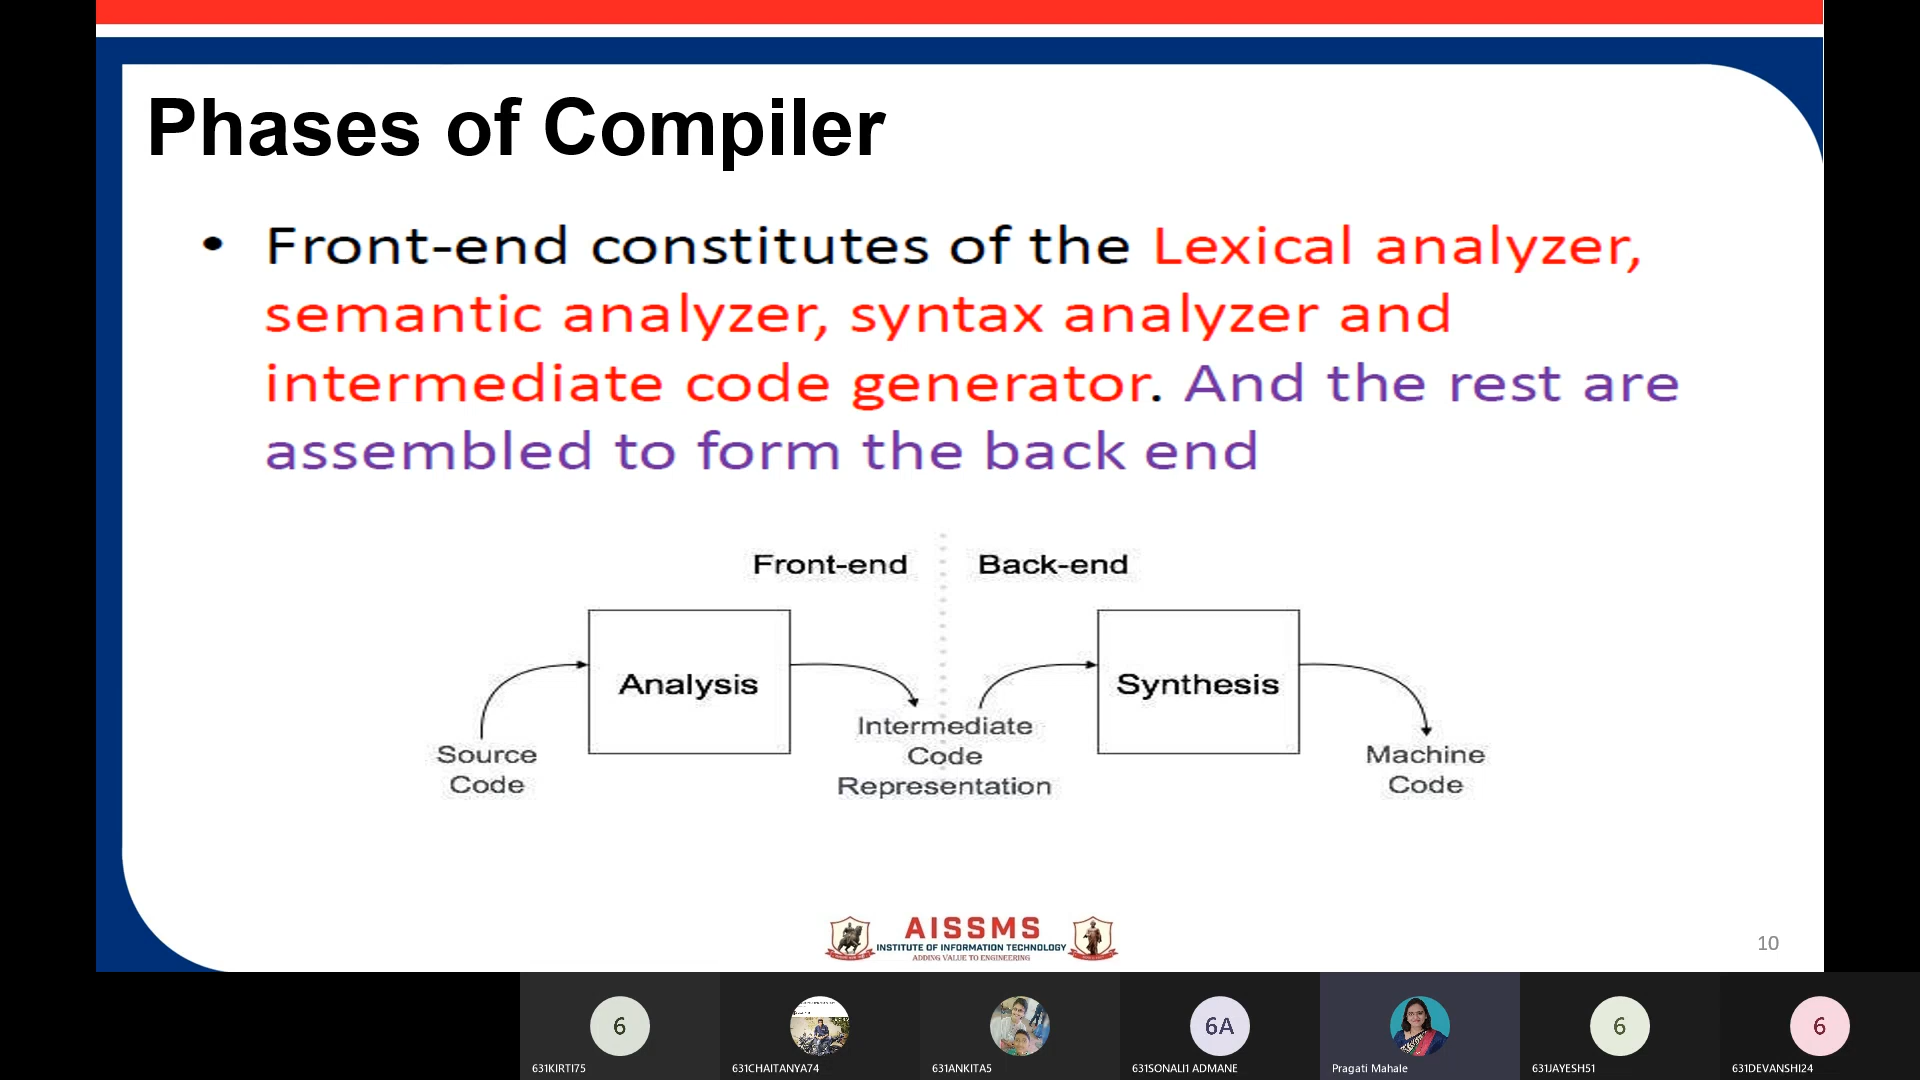 Phases of Compiler
• Front-end constitutes of the Lexical analyzer,
semantic analyzer, syntax analyzer and
intermediate code generator. And the rest are
assembled to form the back end
Front-end
Back-end
Analysis
Synthesis
Source
Code
Intermediate
Code
Representation
Machine
Code
AISSMS
INSTITUTE OF INFORMATION TECHNOLOGY
ADDING VALUE TO ENGINEERING
10
6
6A
6
6
631KIRTI75
631CHAITANYA74
631ANKITA5
631SONALI1 ADMANE
Pragati Mahale
631JAYESH51
631DEVANSHI24